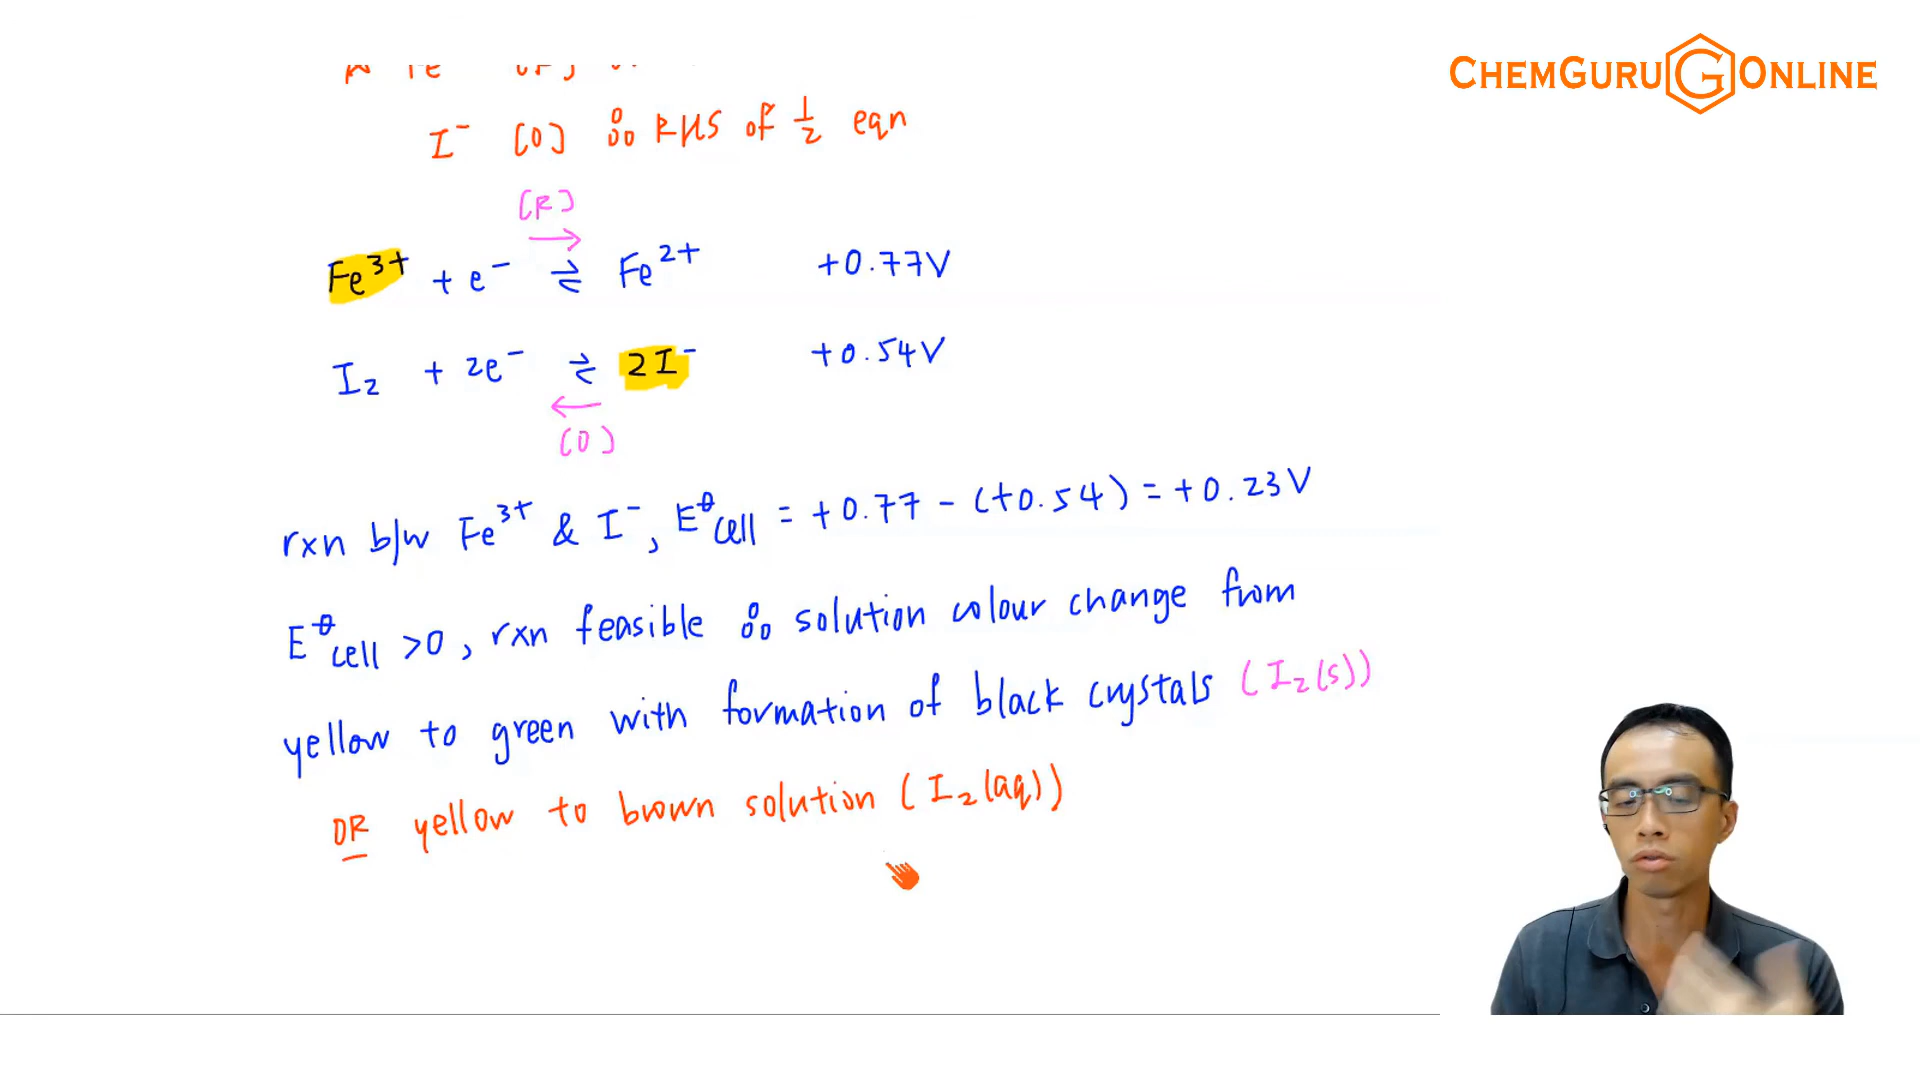 CHEMGURU G ONLINE
Fe
I⁻ [O] ∴ RHS of ½ eqn
[R]
→
Fe³⁺ + e⁻ ⇌ Fe²⁺ +0.77V
I₂ + 2e⁻ ⇌ 2I⁻ +0.54V
←
[O]
rxn b/w Fe³⁺ & I⁻, E^θ cell = +0.77 - (+0.54) = +0.23V
E^θ cell >0, rxn feasible ∴ solution colour change from
yellow to green with formation of black crystals (I₂(s))
OR yellow to brown solution (I₂(aq))